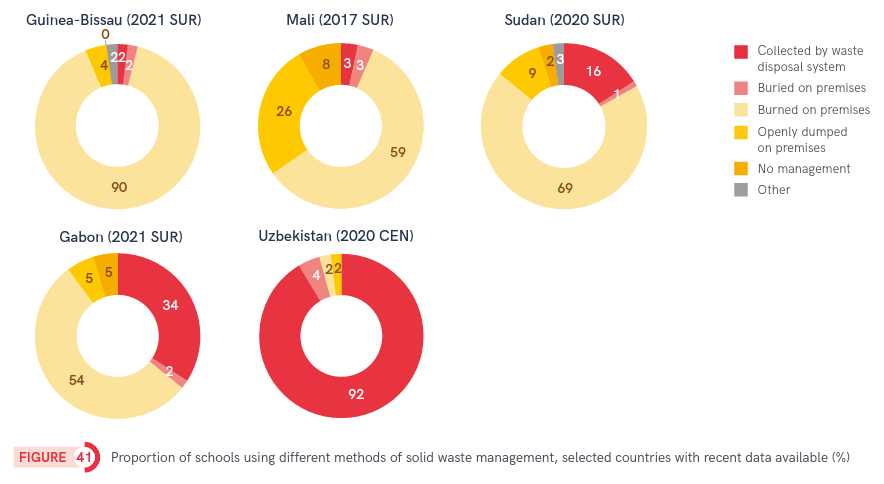 Guinea-Bissau (2021 SUR)
0
4
2
2
2
90
Mali (2017 SUR)
8
3
3
26
59
Sudan (2020 SUR)
9
2
3
16
1
69
Collected by waste
disposal system
Buried on premises
Burned on premises
Openly dumped
on premises
No management
Other
Gabon (2021 SUR)
5
5
34
2
54
Uzbekistan (2020 CEN)
4
2
2
92
FIGURE 41 Proportion of schools using different methods of solid waste management, selected countries with recent data available (%)